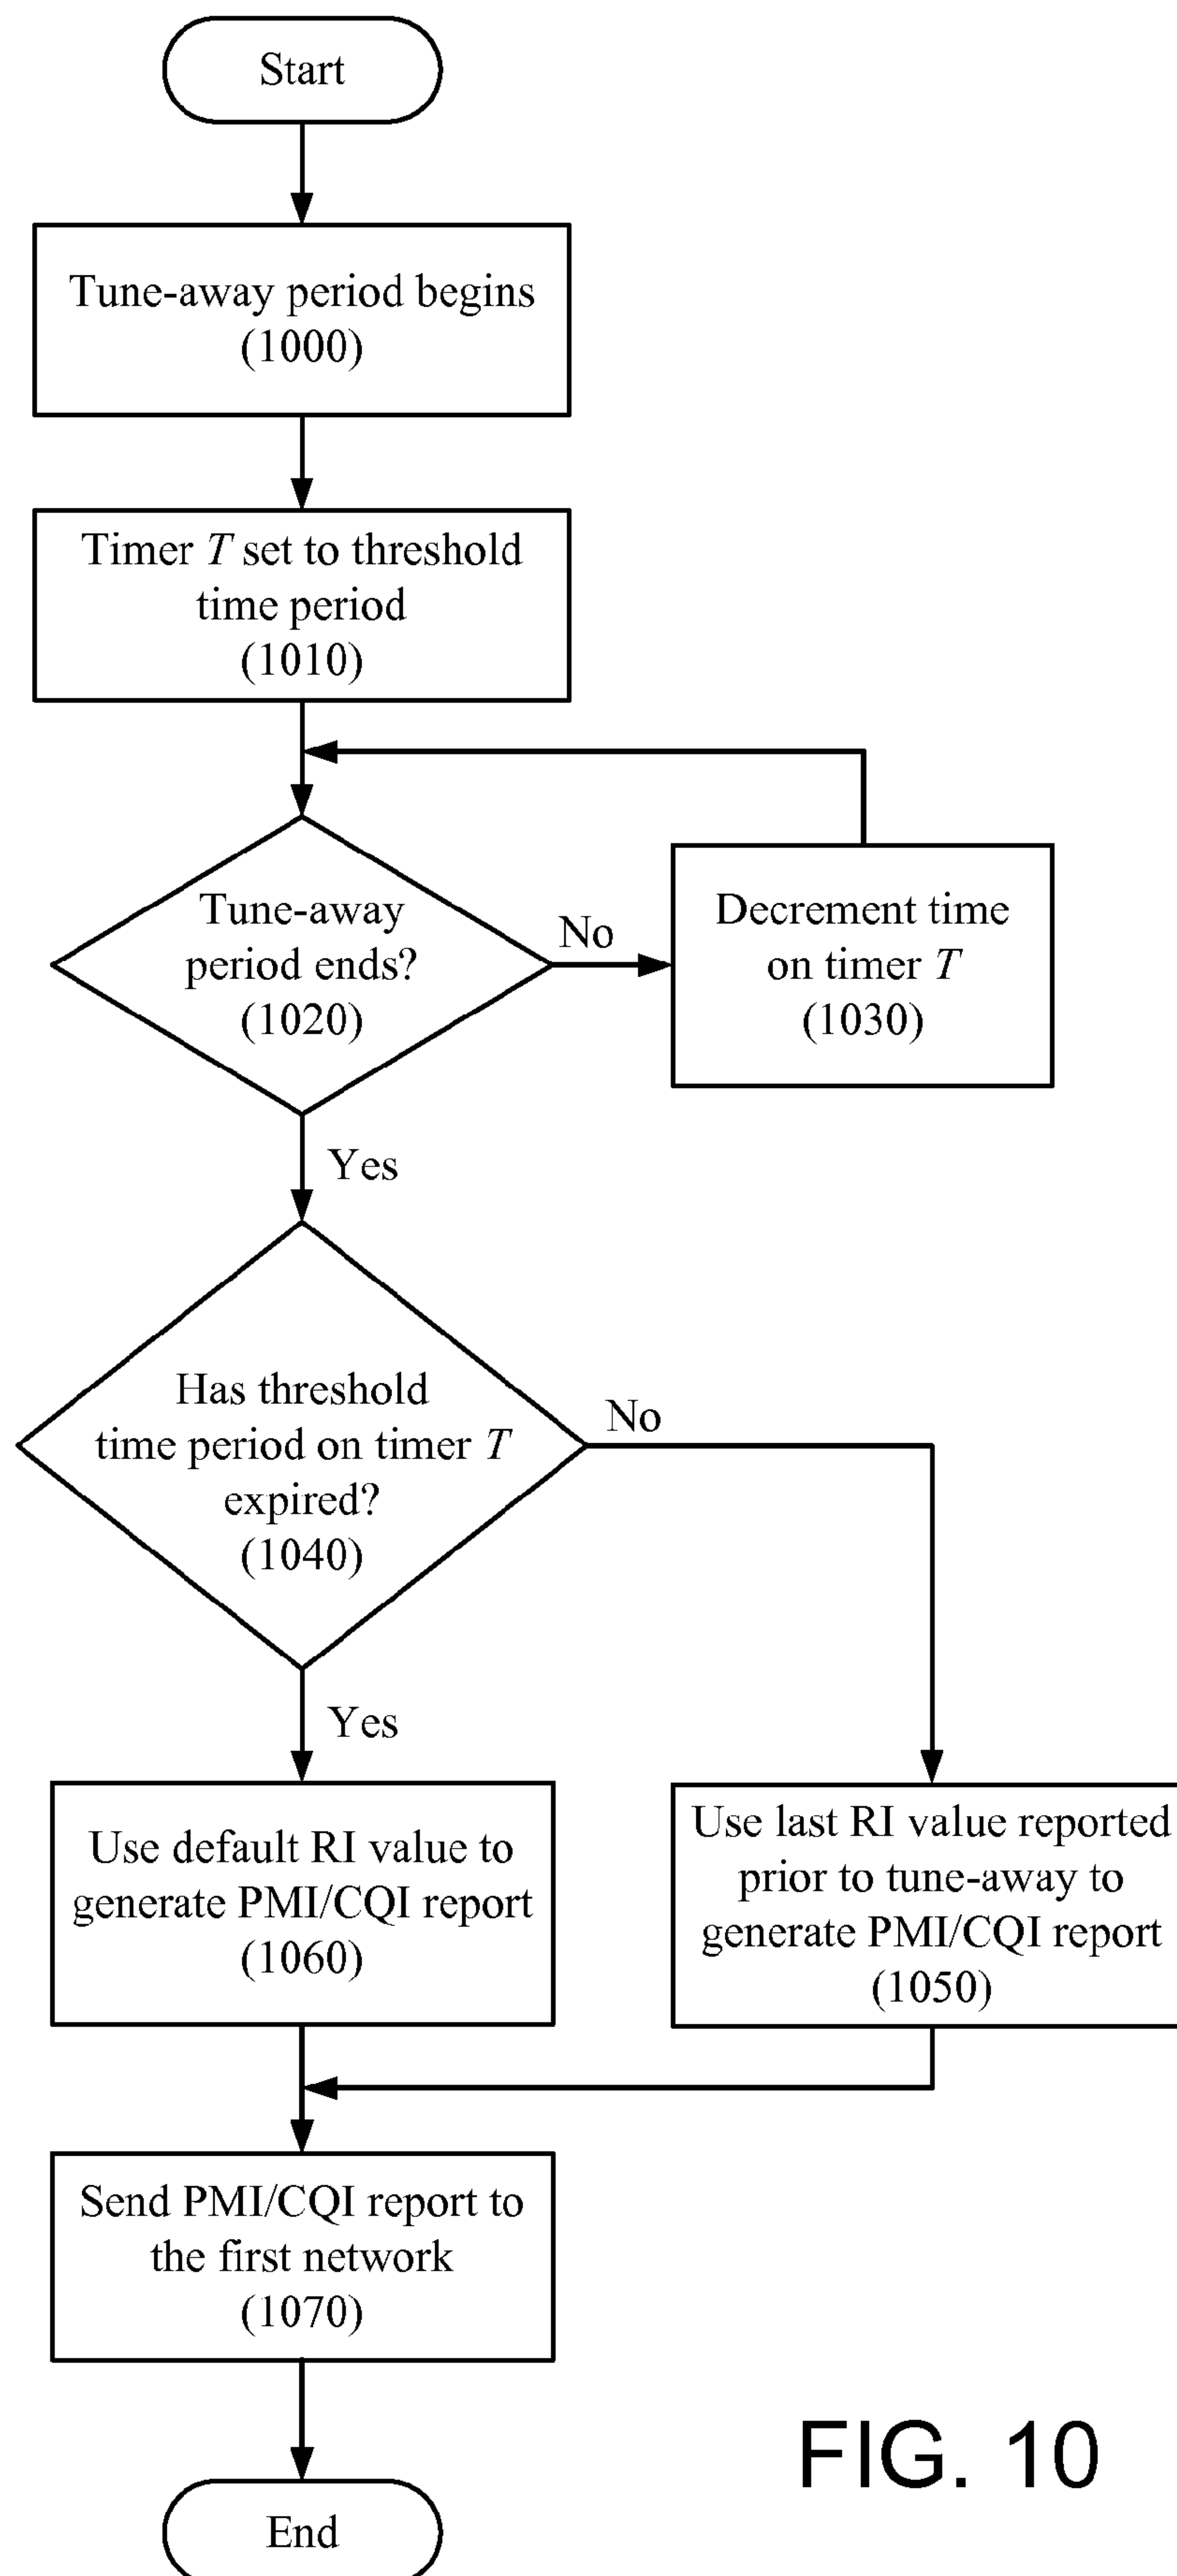 Start
Tune-away period begins
(1000)
Timer T set to threshold
time period
(1010)
Tune-away
period ends?
(1020)
No
Decrement time
on timer T
(1030)
Yes
Has threshold
time period on timer T
expired?
(1040)
No
Yes
Use default RI value to
generate PMI/CQI report
(1060)
Use last RI value reported
prior to tune-away to
generate PMI/CQI report
(1050)
Send PMI/CQI report to
the first network
(1070)
End
FIG. 10